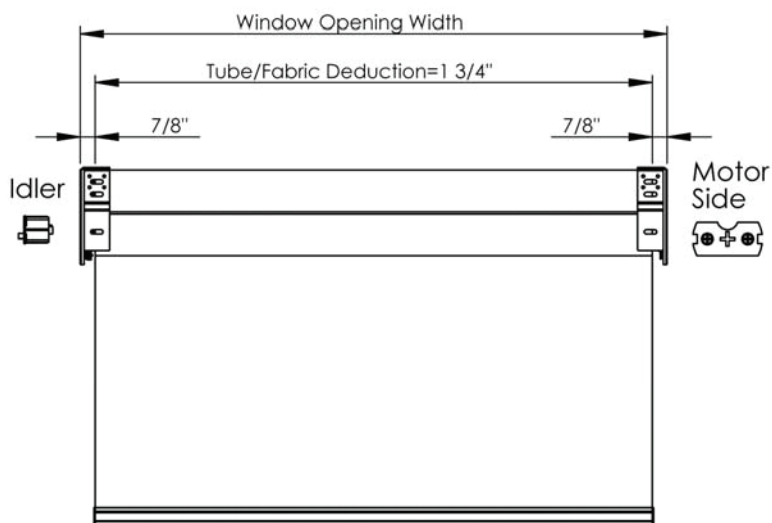 Window Opening Width
Tube/Fabric Deduction=1 3/4"
7/8"
7/8"
Idler
Motor
Side